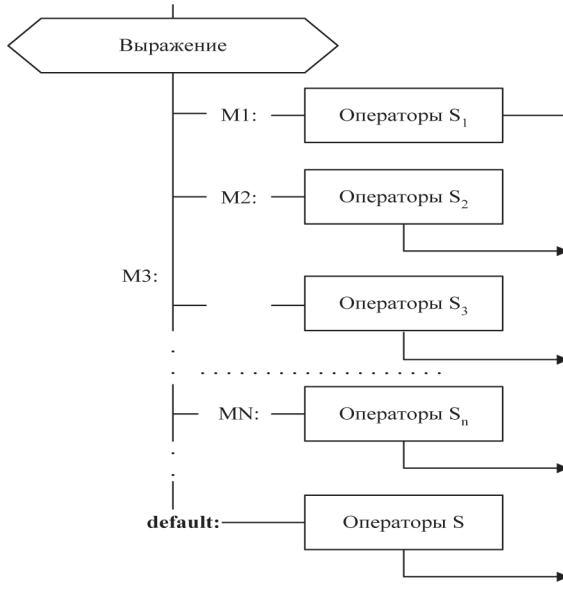 Выражение
M1: Операторы S1
M2: Операторы S2
M3:
Операторы S3
MN: Операторы Sn
default: Операторы S